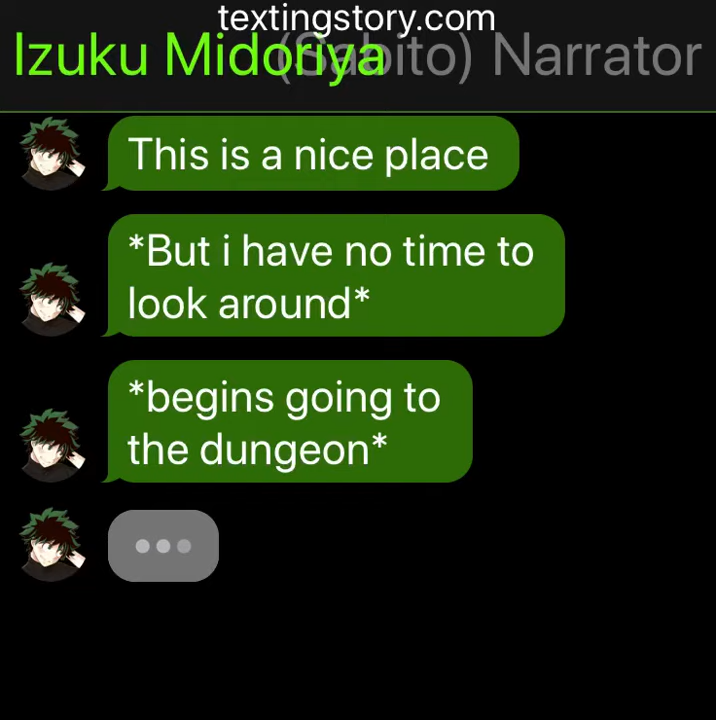 textingstory.com
Izuku Midoriya (Sabito) Narrator
This is a nice place
*But i have no time to
look around*
*begins going to
the dungeon*